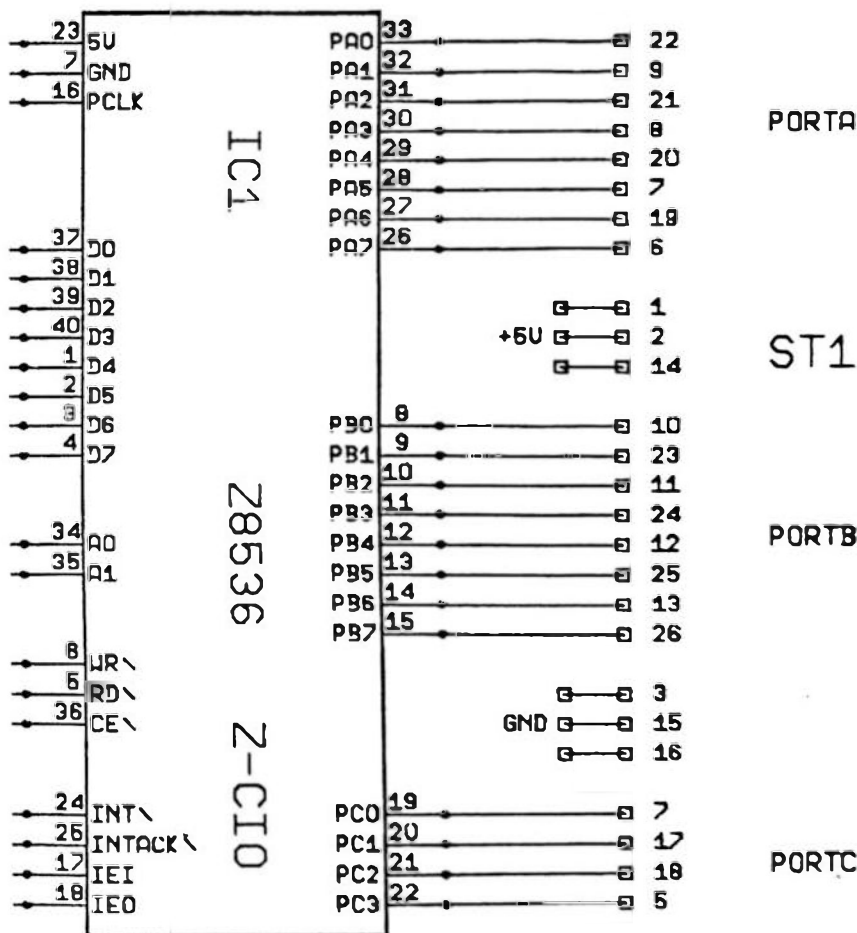 23 5V PA0 33 22
7 GND PA1 32 9
16 PCLK PA2 31 21
PORTA
PA3 30 8
IC1
PA4 29 20
PA5 28 7
PA6 27 19
37 D0 PA7 26 6
38 D1
39 D2 1
40 D3 +5V 2
ST1
1 D4 14
2 D5
3 D6 PB0 8 10
4 D7 PB1 9 23
PB2 10 11
PB3 11 24
34 A0 PB4 12 12
PORTB
Z8536
35 A1 PB5 13 25
PB6 14 13
PB7 15 26
WR\
RD\ 3
36 CE\ GND 15
16
Z-CIO
24 INT\ PC0 19 7
25 INTACK\ PC1 20 17
17 IEI PC2 21 18
PORTC
18 IEO PC3 22 5